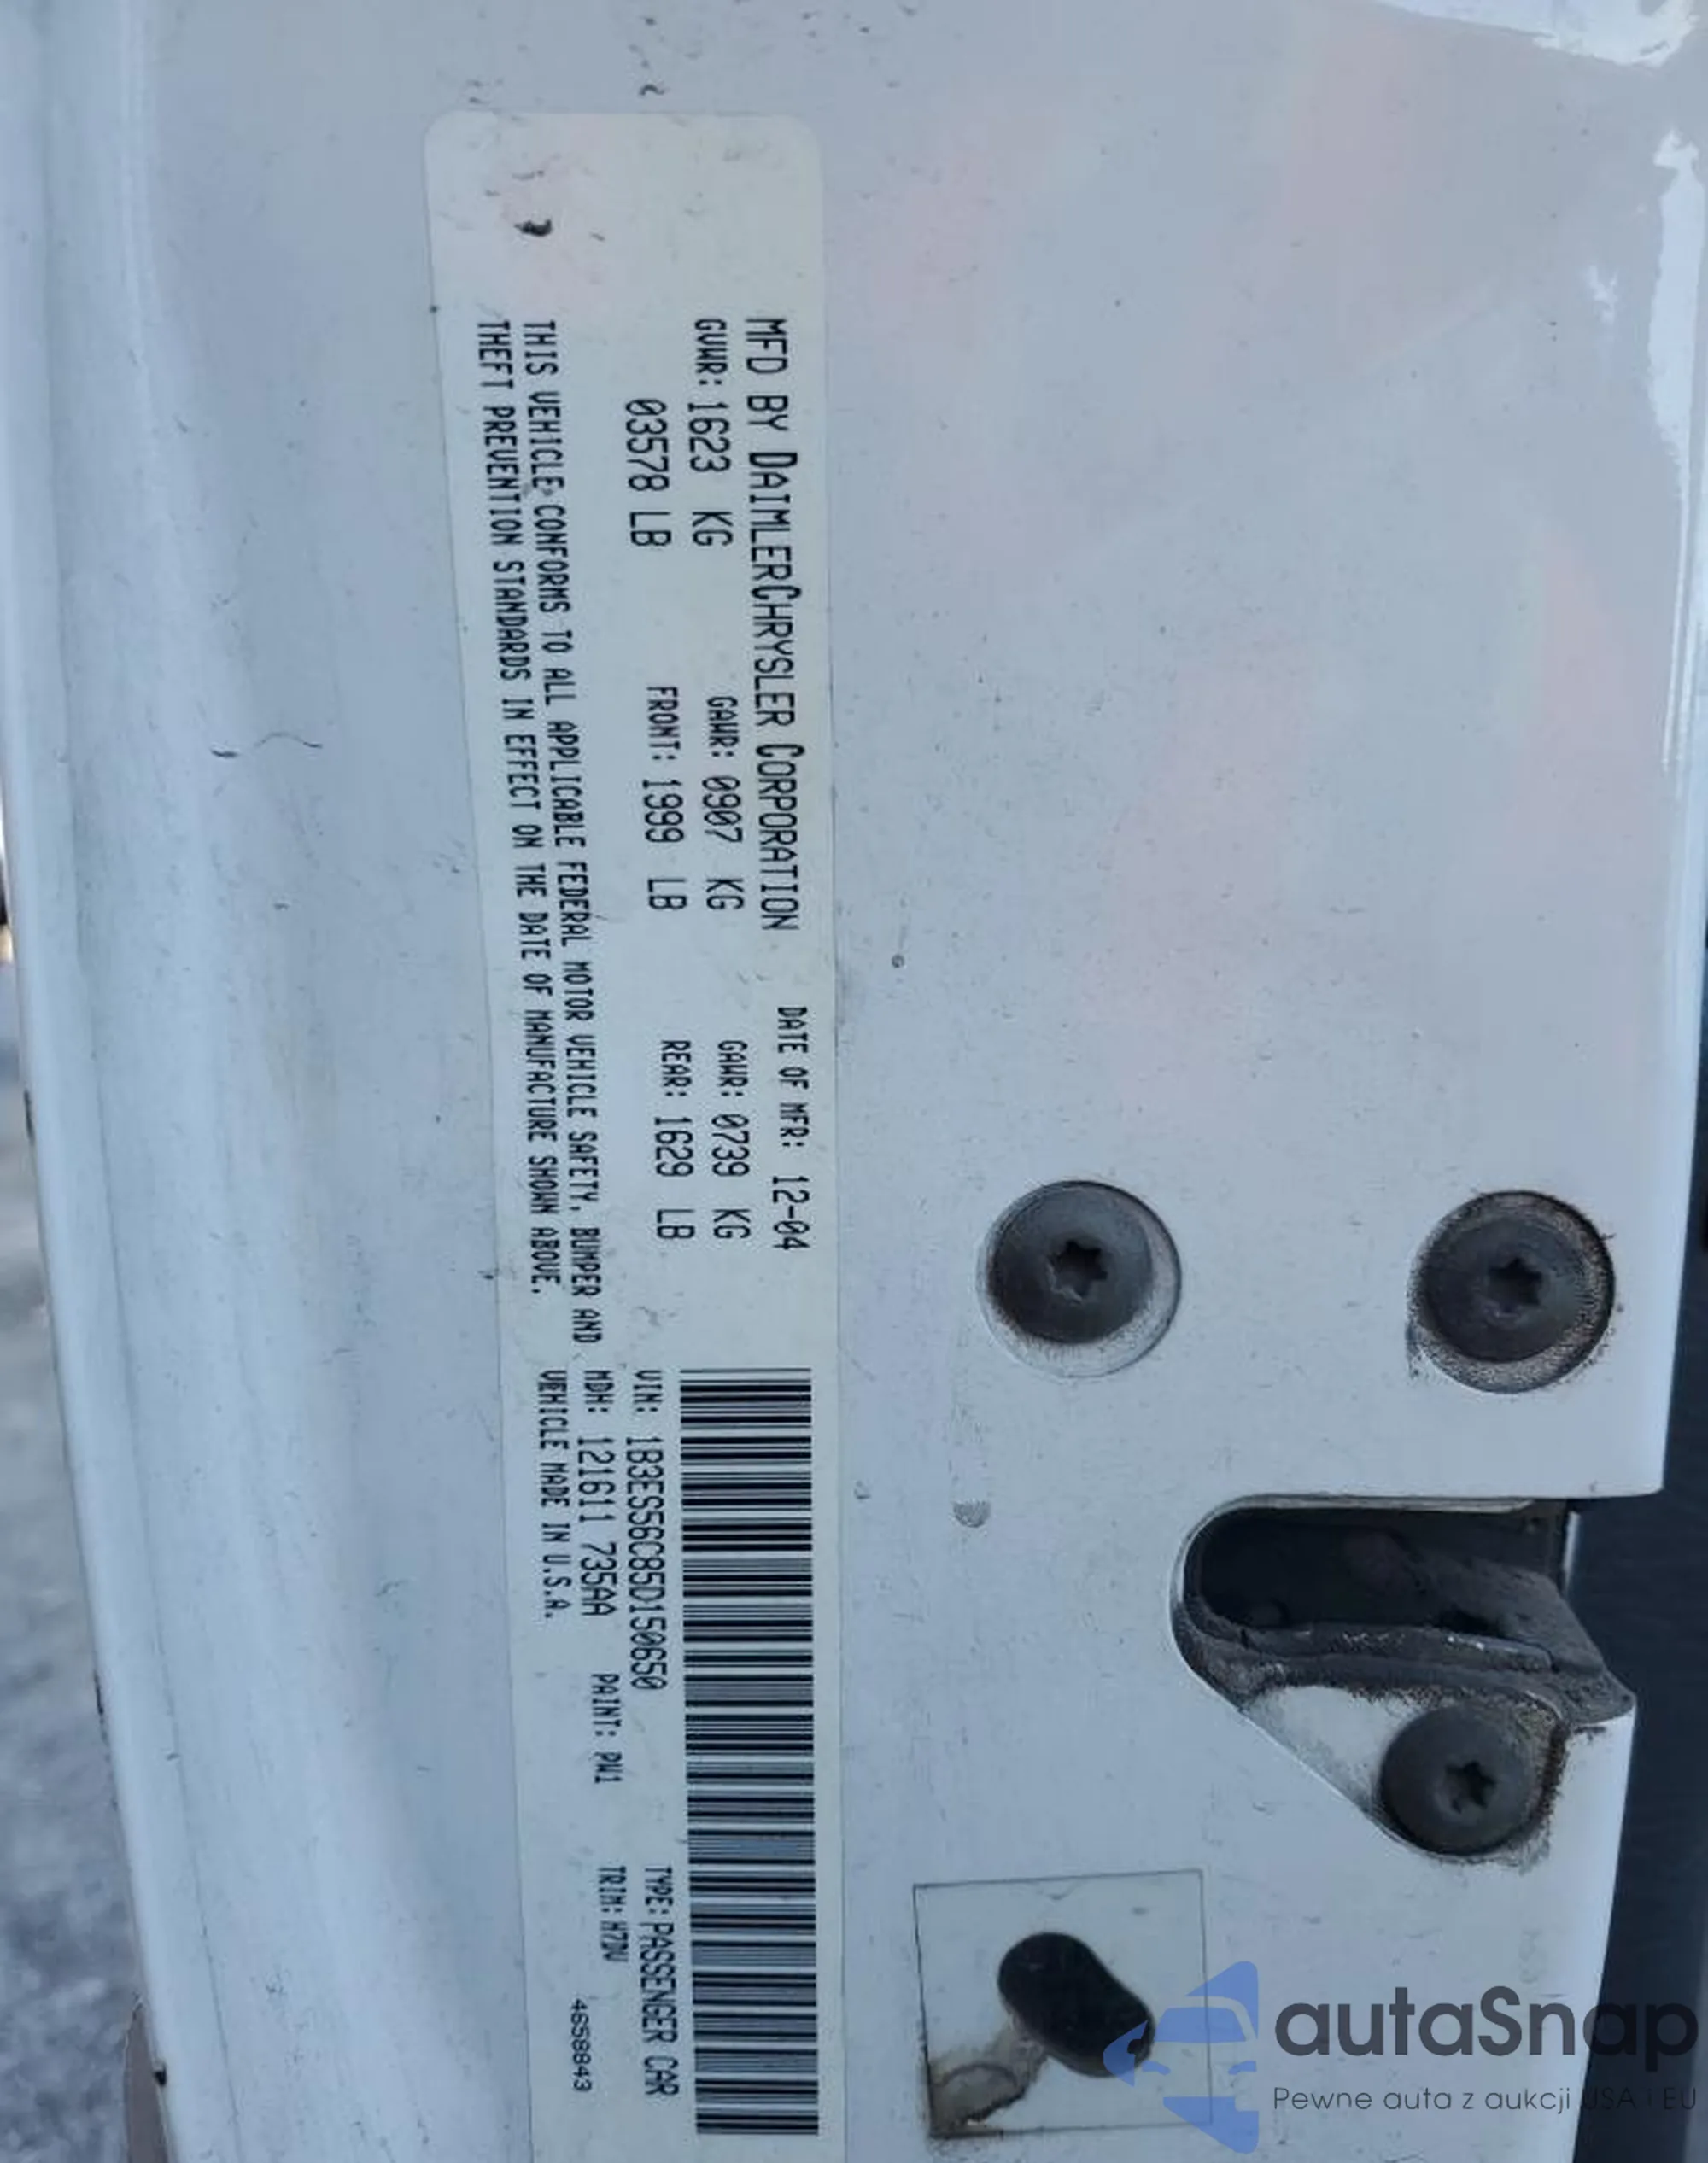 MFD BY DAIMLERCHRYSLER CORPORATION DATE OF MFR: 12-04
GVWR: 1623 KG GAWR: 0907 KG GAWR: 0739 KG
03578 LB FRONT: 1999 LB REAR: 1629 LB
THIS VEHICLE CONFORMS TO ALL APPLICABLE FEDERAL MOTOR VEHICLE SAFETY, BUMPER AND
THEFT PREVENTION STANDARDS IN EFFECT ON THE DATE OF MANUFACTURE SHOWN ABOVE.
VIN: 1B3ES56C85D150650 TYPE: PASSENGER CAR
MDH: 121611 735AA PAINT: PW1 TRIM: H7DV
VEHICLE MADE IN U.S.A. 4658843
autaSnap
Pewne auta z aukcji USA i EU